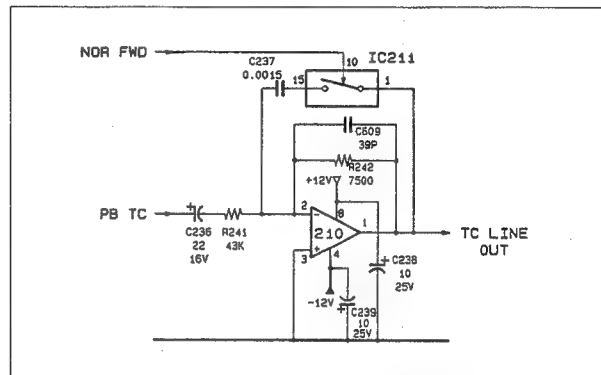 NOR FWD
IC211
C237
0.0015
15
10
1
C609
39P
R242
7500
+12V
PB TC
+
C236
22
16V
R241
43K
2
-
8
210
1
3
+
4
TC LINE
OUT
-12V
+
C238
10
25V
+
C239
10
25V